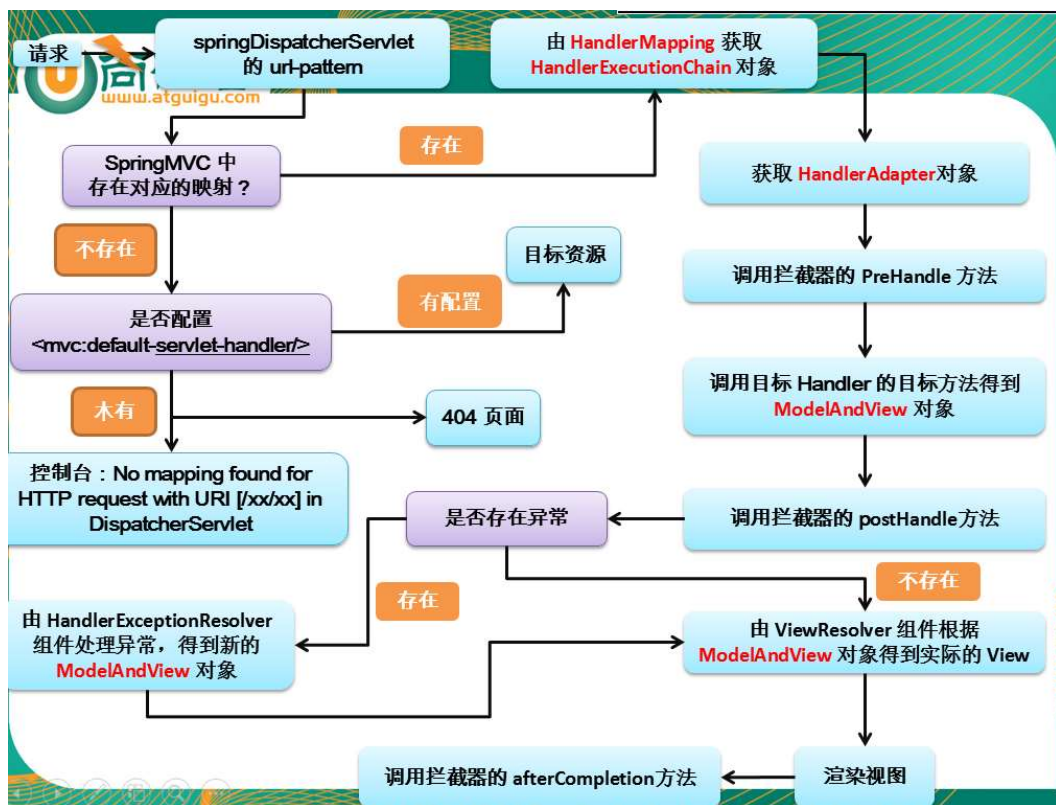 请求
springDispatcherServlet
的 url-pattern
由 HandlerMapping 获取
HandlerExecutionChain 对象
www.atguigu.com
SpringMVC 中
存在对应的映射？
存在
获取 HandlerAdapter对象
不存在
目标资源
调用拦截器的 PreHandle 方法
是否配置
<mvc:default-servlet-handler/>
有配置
木有
404 页面
调用目标 Handler 的目标方法得到
ModelAndView 对象
控制台：No mapping found for
HTTP request with URI [/xx/xx] in
DispatcherServlet
是否存在异常
调用拦截器的 postHandle方法
存在
不存在
由 HandlerExceptionResolver
组件处理异常，得到新的
ModelAndView 对象
由 ViewResolver 组件根据
ModelAndView 对象得到实际的 View
调用拦截器的 afterCompletion方法
渲染视图